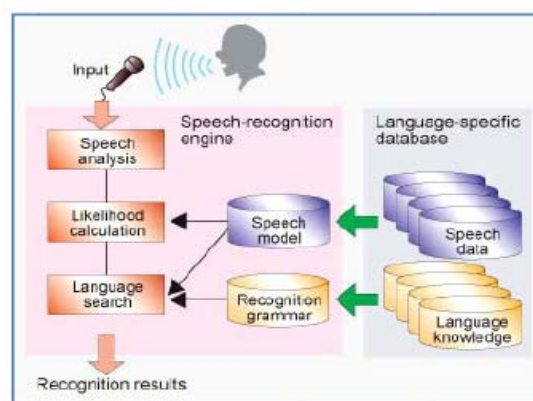 Input
Speech-recognition
engine
Language-specific
database
Speech
analysis
Likelihood
calculation
Speech
model
Speech
data
Language
search
Recognition
grammar
Language
knowledge
Recognition results